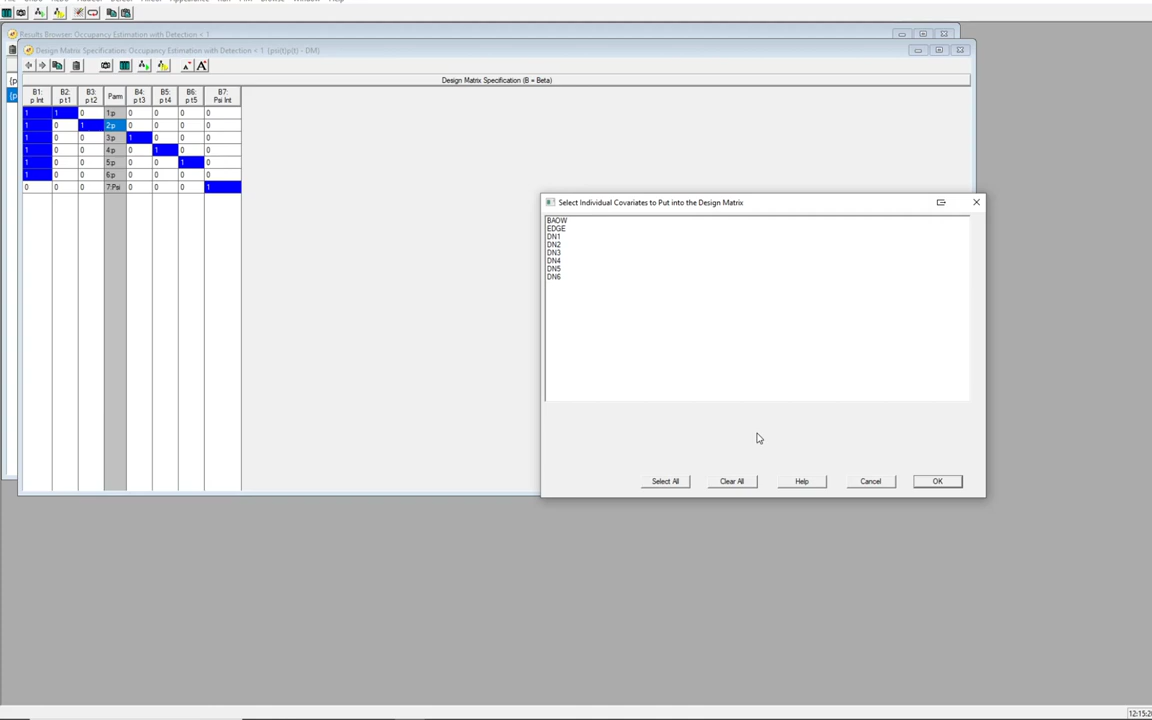 Results Browser: Occupancy Estimation with Detection < 1
Design Matrix Specification: Occupancy Estimation with Detection < 1 {psi(t)p(t) - DM}
Design Matrix Specification (B = Beta)
B1: B2: B3: Parm B4: B5: B6: B7:
p Int p t1 p t2 p t3 p t4 p t5 Psi Int
1 1 0 1:p 0 0 0 0
1 0 1 2:p 0 0 0 0
1 0 0 3:p 1 0 0 0
1 0 0 4:p 0 1 0 0
1 0 0 5:p 0 0 1 0
1 0 0 6:p 0 0 0 0
0 0 0 7:Psi 0 0 0 1
Select Individual Covariates to Put into the Design Matrix
BAOW
EDGE
DN1
DN2
DN3
DN4
DN5
DN6
Select All Clear All Help Cancel OK